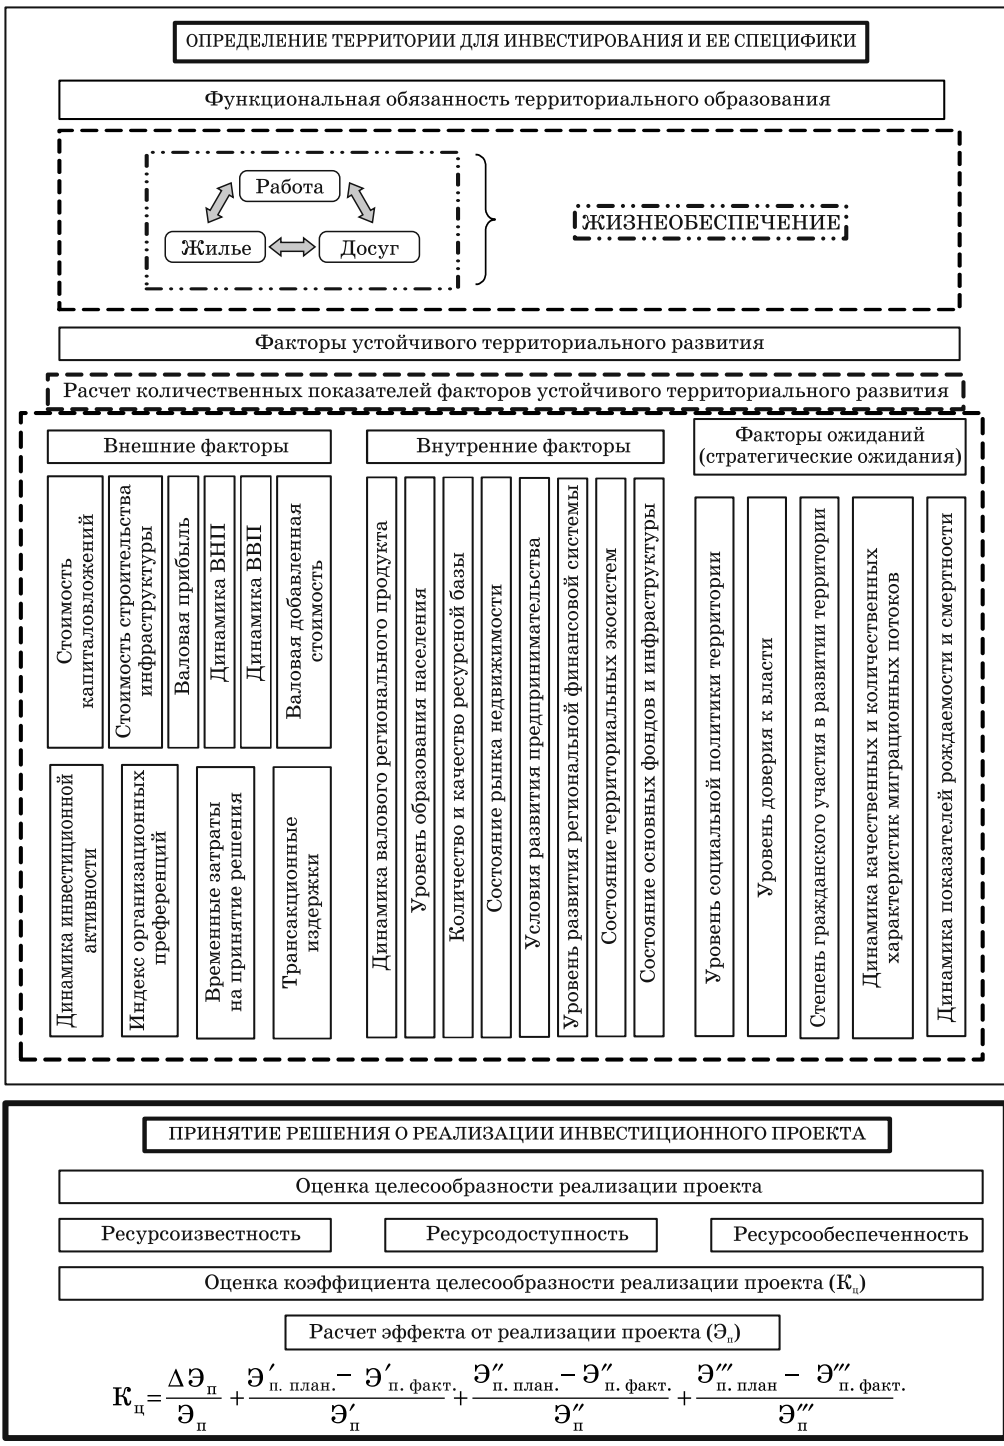 ОПРЕДЕЛЕНИЕ ТЕРРИТОРИИ ДЛЯ ИНВЕСТИРОВАНИЯ И ЕЕ СПЕЦИФИКИ
Функциональная обязанность территориального образования
Работа
Жилье
Досуг
ЖИЗНЕОБЕСПЕЧЕНИЕ
Факторы устойчивого территориального развития
Расчет количественных показателей факторов устойчивого территориального развития
Внешние факторы
Стоимость
капиталовложений
Стоимость строительства
инфраструктуры
Валовая прибыль
Динамика ВНП
Динамика ВВП
Валовая добавленная
стоимость
Динамика инвестиционной
активности
Индекс организационных
преференций
Временные затраты
на принятие решения
Трансакционные
издержки
Внутренние факторы
Динамика валового регионального продукта
Уровень образования населения
Количество и качество ресурсной базы
Состояние рынка недвижимости
Условия развития предпринимательства
Уровень развития региональной финансовой системы
Состояние территориальных экосистем
Состояние основных фондов и инфраструктуры
Факторы ожиданий
(стратегические ожидания)
Уровень социальной политики территории
Уровень доверия к власти
Степень гражданского участия в развитии территории
Динамика качественных и количественных
характеристик миграционных потоков
Динамика показателей рождаемости и смертности
ПРИНЯТИЕ РЕШЕНИЯ О РЕАЛИЗАЦИИ ИНВЕСТИЦИОННОГО ПРОЕКТА
Оценка целесообразности реализации проекта
Ресурсоизвестность
Ресурсодоступность
Ресурсообеспеченность
Оценка коэффициента целесообразности реализации проекта (Кц)
Расчет эффекта от реализации проекта (Эп)
Кц = ΔЭп / Эп + (Э′п. план. − Э′п. факт.) / Э′п + (Э″п. план. − Э″п. факт.) / Э″п + (Э‴п. план − Э‴п. факт.) / Э‴п